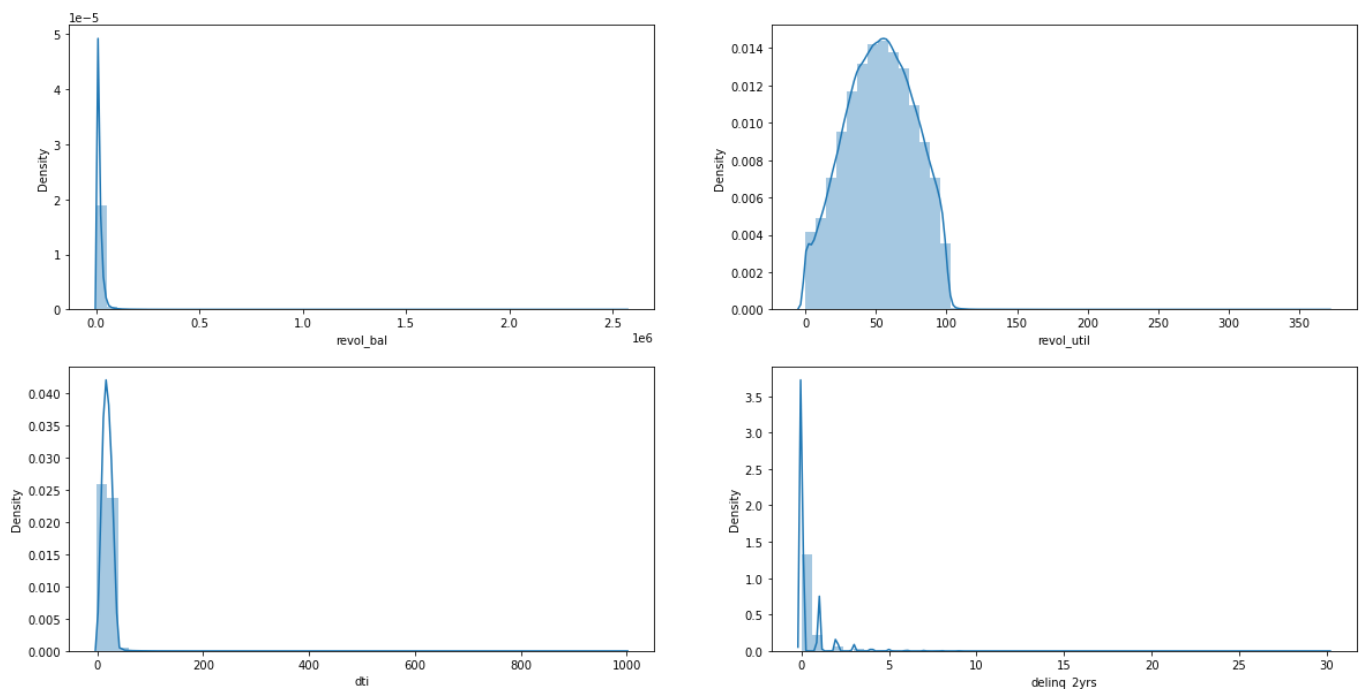 1e−5
5
4
3
2
1
0
Density
0.0 0.5 1.0 1.5 2.0 2.5
1e6
revol_bal
0.014
0.012
0.010
0.008
0.006
0.004
0.002
0.000
Density
0 50 100 150 200 250 300 350
revol_util
0.040
0.035
0.030
0.025
0.020
0.015
0.010
0.005
0.000
Density
0 200 400 600 800 1000
dti
3.5
3.0
2.5
2.0
1.5
1.0
0.5
0.0
Density
0 5 10 15 20 25 30
delinq_2yrs